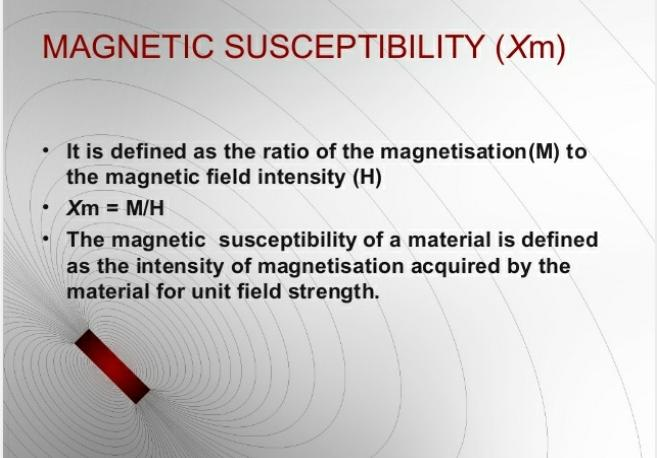 MAGNETIC SUSCEPTIBILITY (Xm)
• It is defined as the ratio of the magnetisation(M) to
the magnetic field intensity (H)
• Xm = M/H
• The magnetic  susceptibility of a material is defined
as the intensity of magnetisation acquired by the
material for unit field strength.